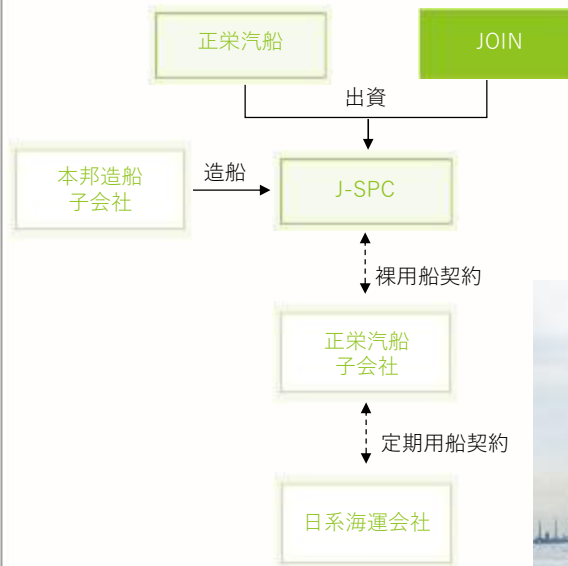 正栄汽船
JOIN
出資
本邦造船
子会社
造船
J-SPC
裸用船契約
正栄汽船
子会社
定期用船契約
日系海運会社